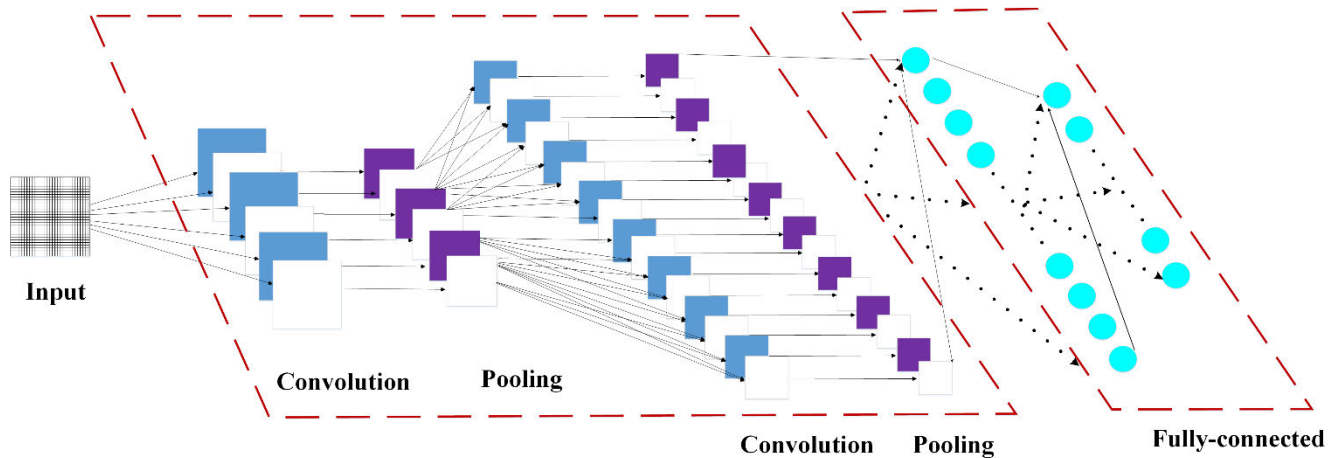 Input
Convolution
Pooling
Convolution
Pooling
Fully-connected